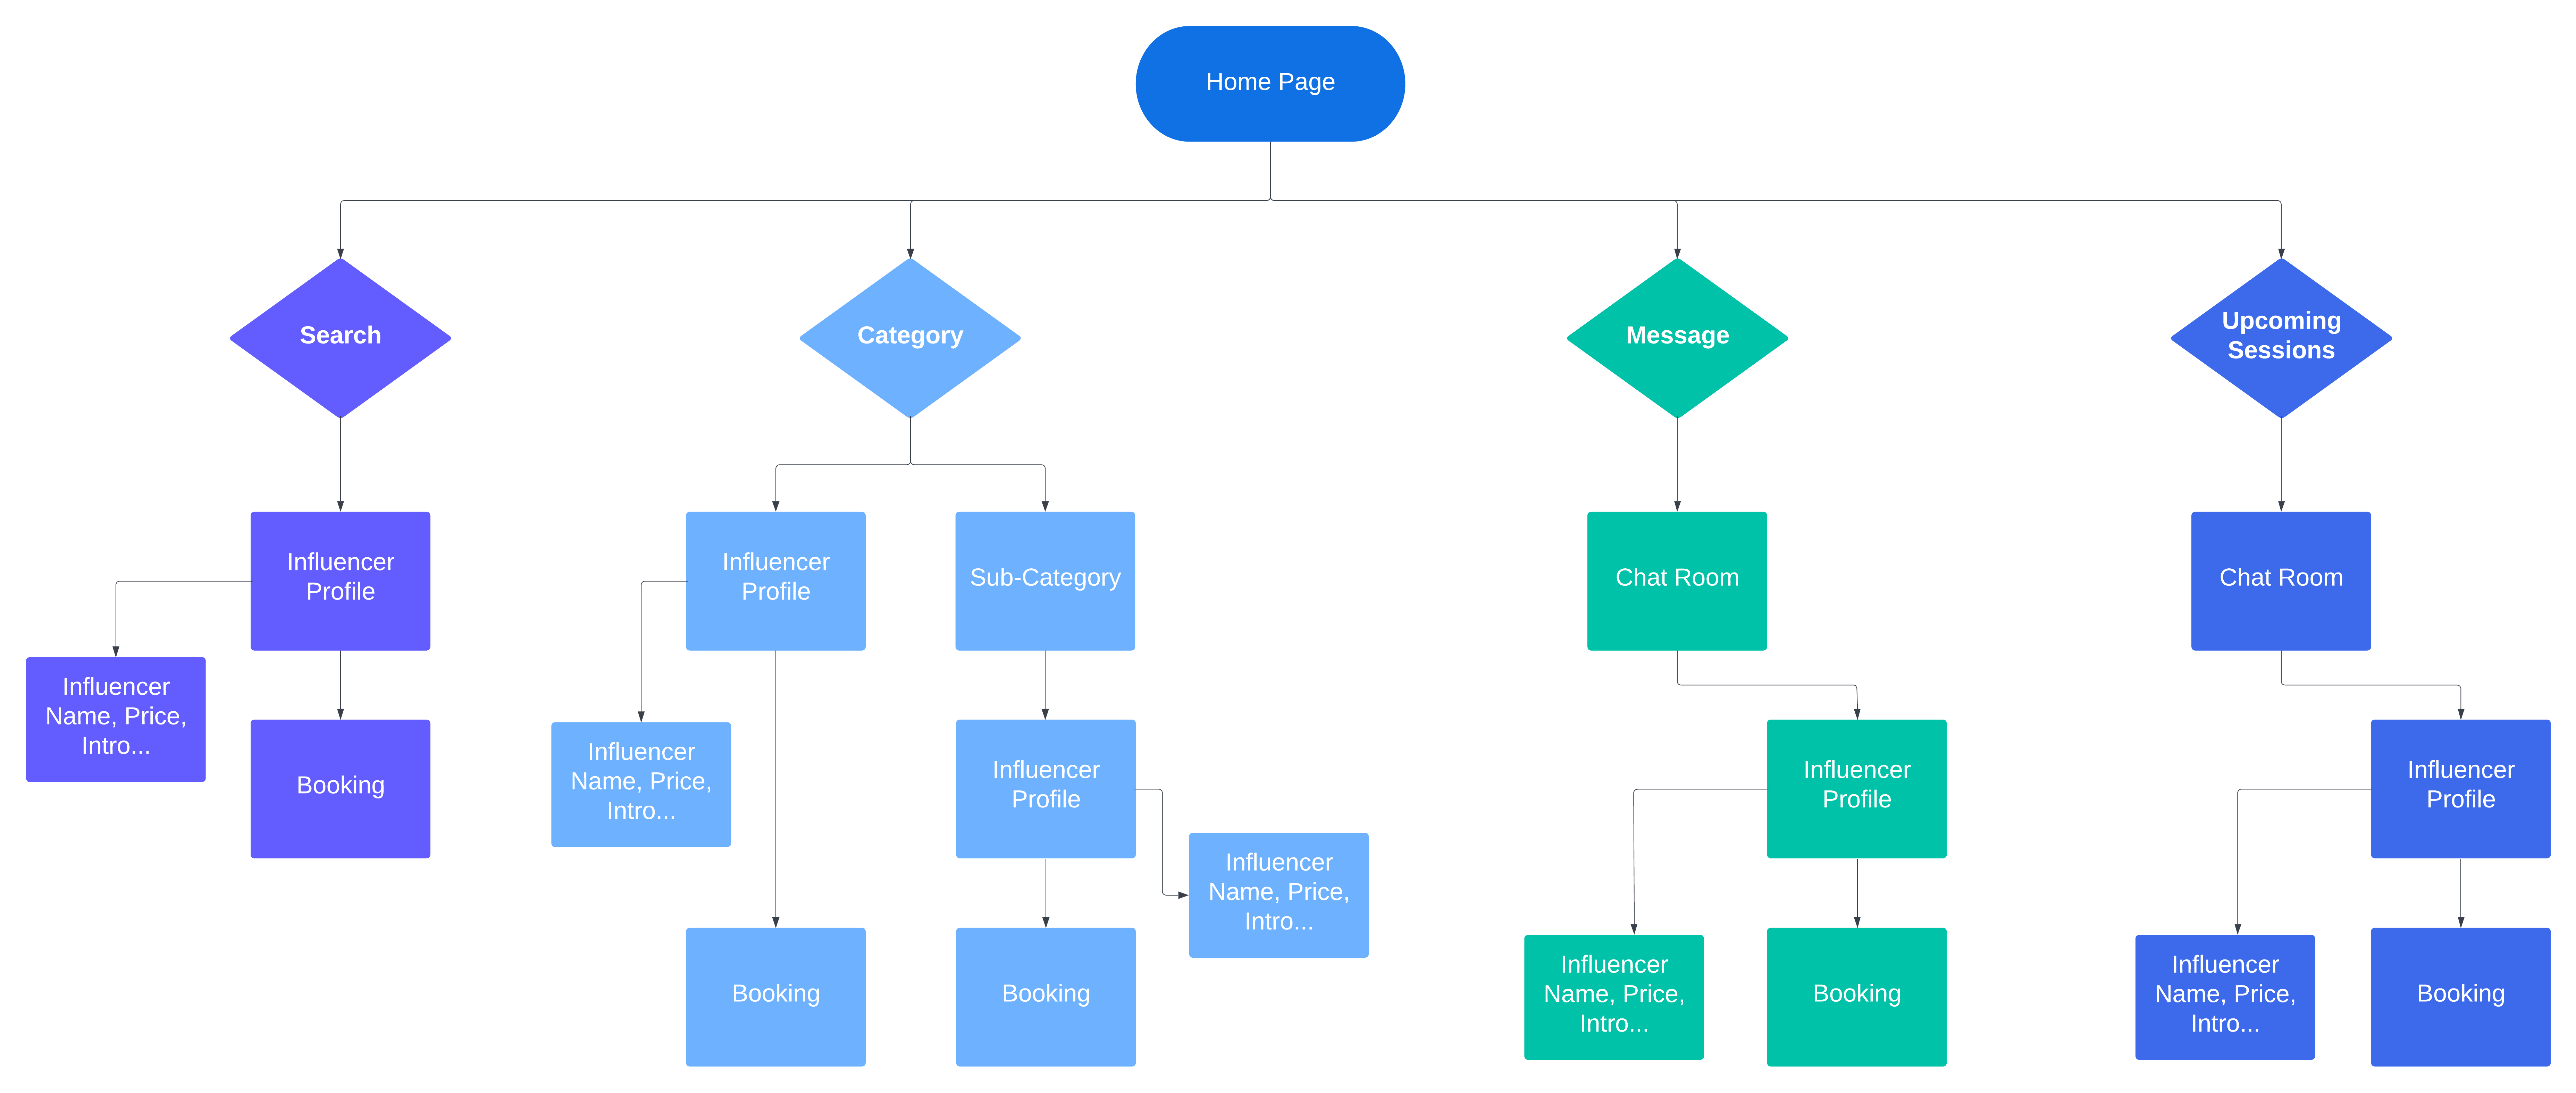 Home Page
Search
Category
Message
Upcoming
Sessions
Influencer
Profile
Influencer
Profile
Sub-Category
Chat Room
Chat Room
Influencer
Name, Price,
Intro...
Booking
Influencer
Name, Price,
Intro...
Influencer
Profile
Influencer
Profile
Influencer
Profile
Influencer
Name, Price,
Intro...
Booking
Booking
Influencer
Name, Price,
Intro...
Booking
Influencer
Name, Price,
Intro...
Booking